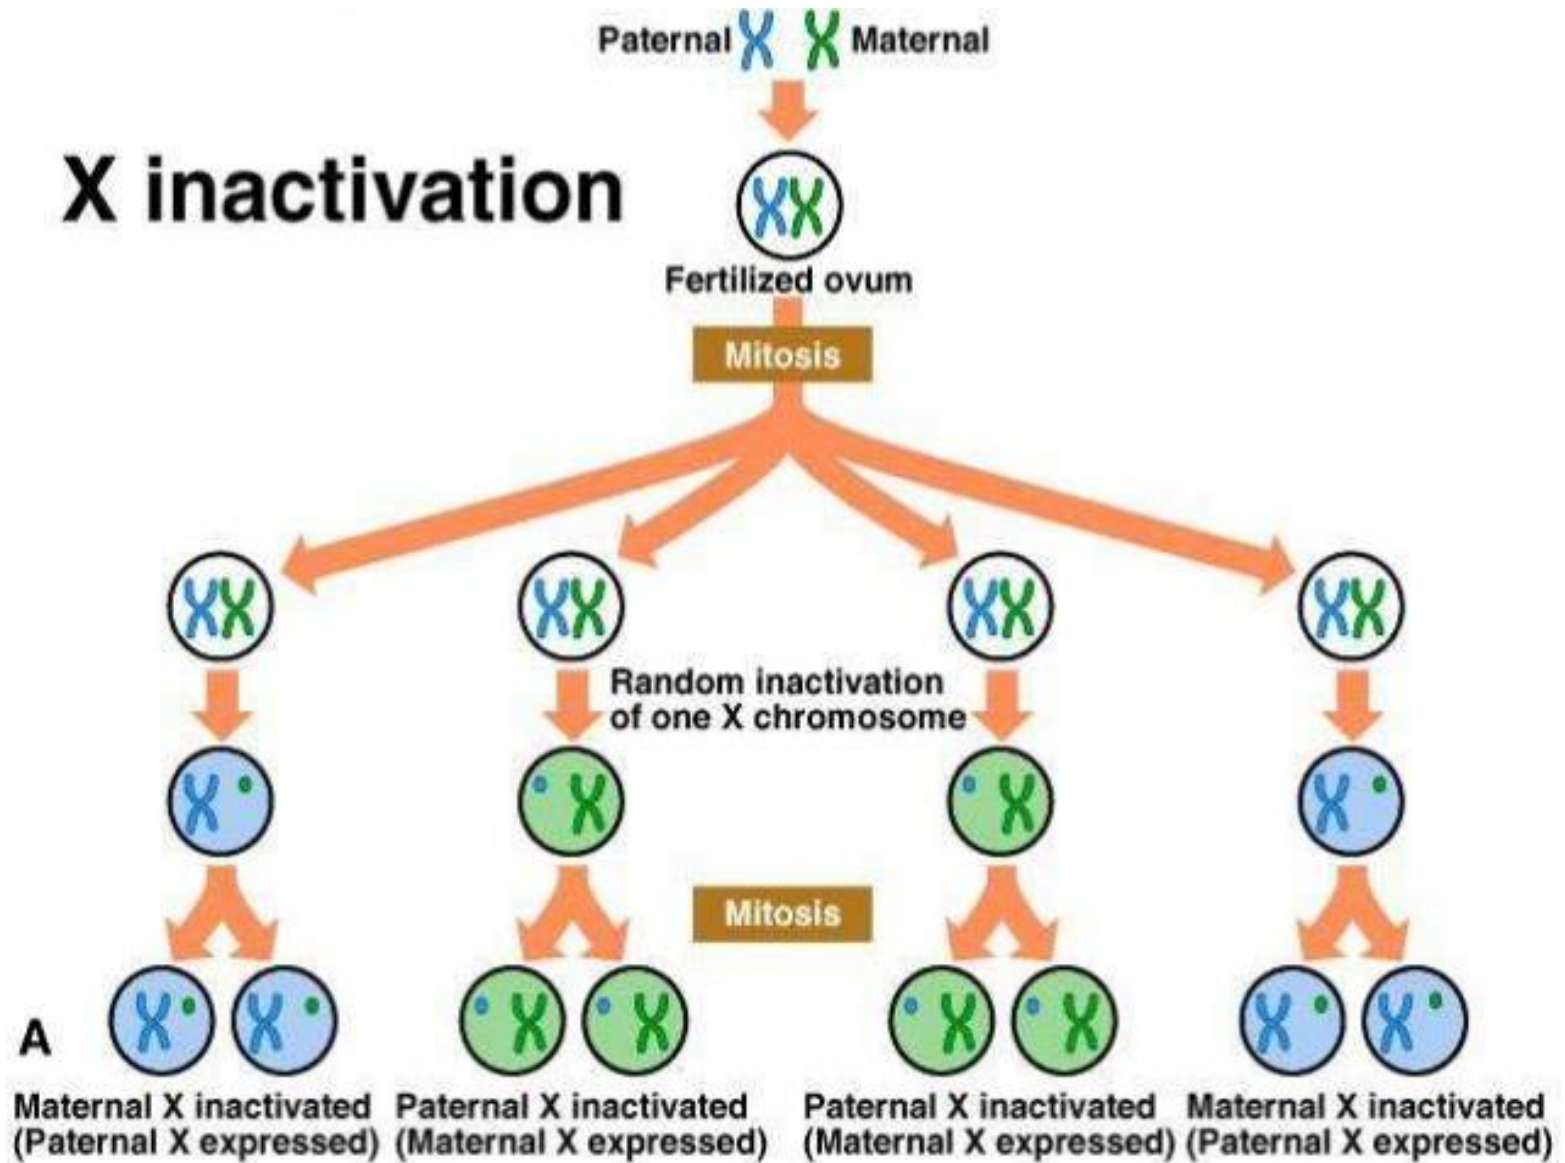 Paternal Maternal
X inactivation
Fertilized ovum
Mitosis
Random inactivation
of one X chromosome
Mitosis
A
Maternal X inactivated
(Paternal X expressed)
Paternal X inactivated
(Maternal X expressed)
Paternal X inactivated
(Maternal X expressed)
Maternal X inactivated
(Paternal X expressed)